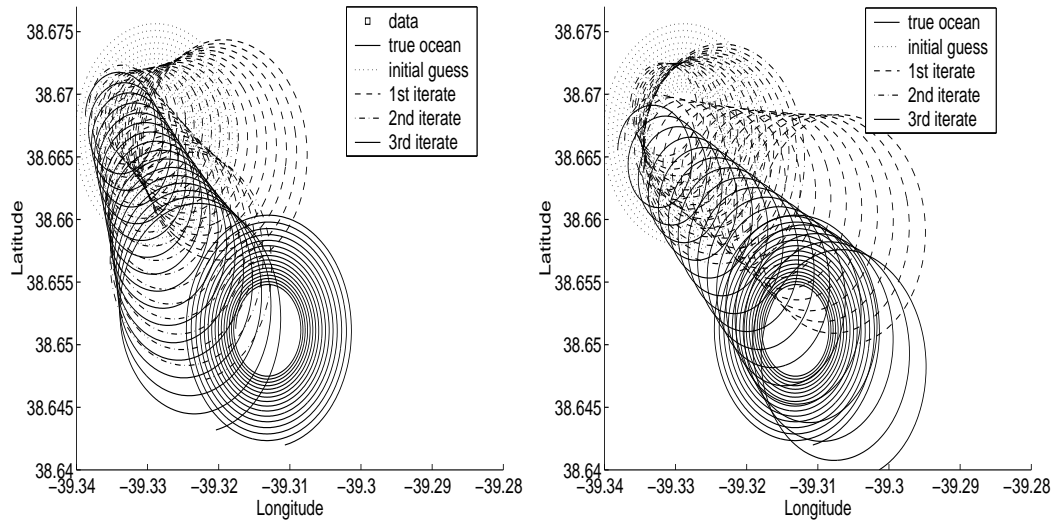 38.675
38.67
38.665
38.66
38.655
38.65
38.645
38.64
Latitude
−39.34
−39.33
−39.32
−39.31
−39.3
−39.29
−39.28
Longitude
data
true ocean
initial guess
1st iterate
2nd iterate
3rd iterate
38.675
38.67
38.665
38.66
38.655
38.65
38.645
38.64
Latitude
−39.34
−39.33
−39.32
−39.31
−39.3
−39.29
−39.28
Longitude
true ocean
initial guess
1st iterate
2nd iterate
3rd iterate